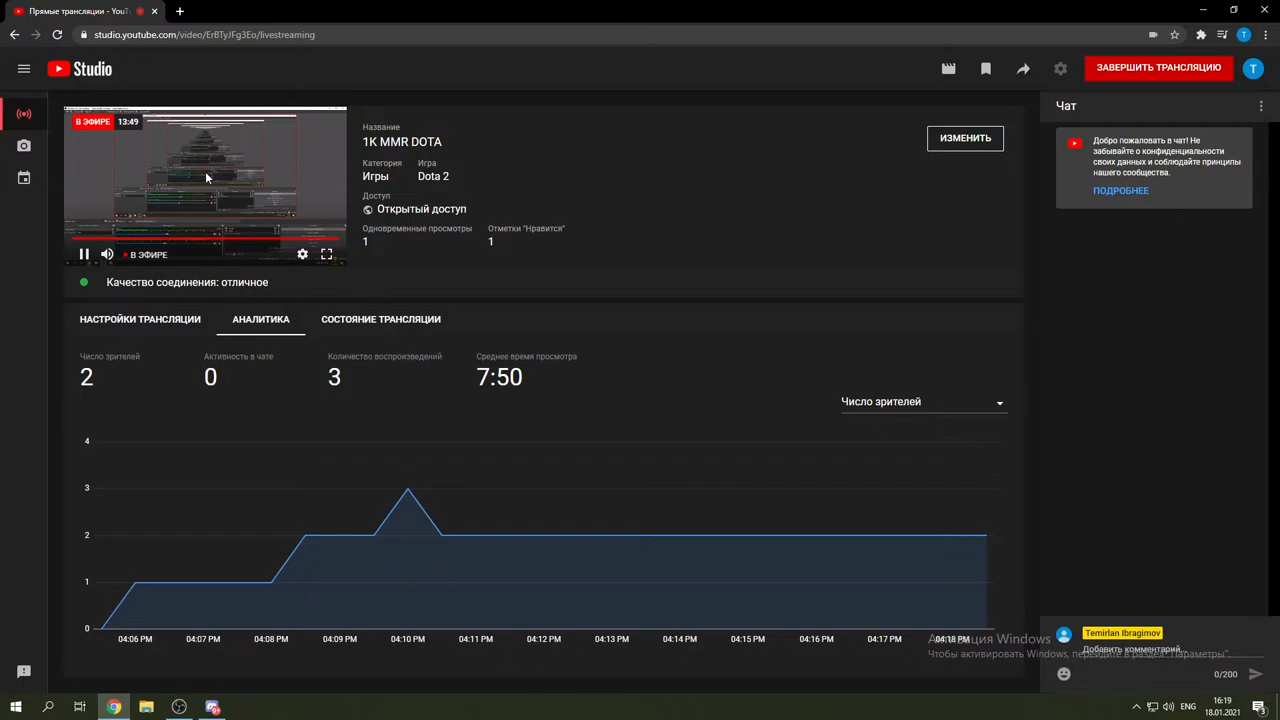 Прямые трансляции - YouT
studio.youtube.com/video/ErBTyJFg3Eo/livestreaming
T
Studio
ЗАВЕРШИТЬ ТРАНСЛЯЦИЮ
T
В ЭФИРЕ 13:49
В ЭФИРЕ
Название
1K MMR DOTA
ИЗМЕНИТЬ
Категория Игра
Игры Dota 2
Доступ
Открытый доступ
Одновременные просмотры Отметки "Нравится"
1 1
Качество соединения: отличное
НАСТРОЙКИ ТРАНСЛЯЦИИ АНАЛИТИКА СОСТОЯНИЕ ТРАНСЛЯЦИИ
Число зрителей Активность в чате Количество воспроизведений Среднее время просмотра
2 0 3 7:50
Число зрителей
4
3
2
1
0
04:06 PM 04:07 PM 04:08 PM 04:09 PM 04:10 PM 04:11 PM 04:12 PM 04:13 PM 04:14 PM 04:15 PM 04:16 PM 04:17 PM 04:18 PM
Чат
Добро пожаловать в чат! Не
забывайте о конфиденциальности
своих данных и соблюдайте принципы
нашего сообщества.
ПОДРОБНЕЕ
Активация Windows
Чтобы активировать Windows, перейдите в раздел "Параметры".
Temirlan Ibragimov
Добавить комментарий...
0/200
ENG
16:19
18.01.2021
3